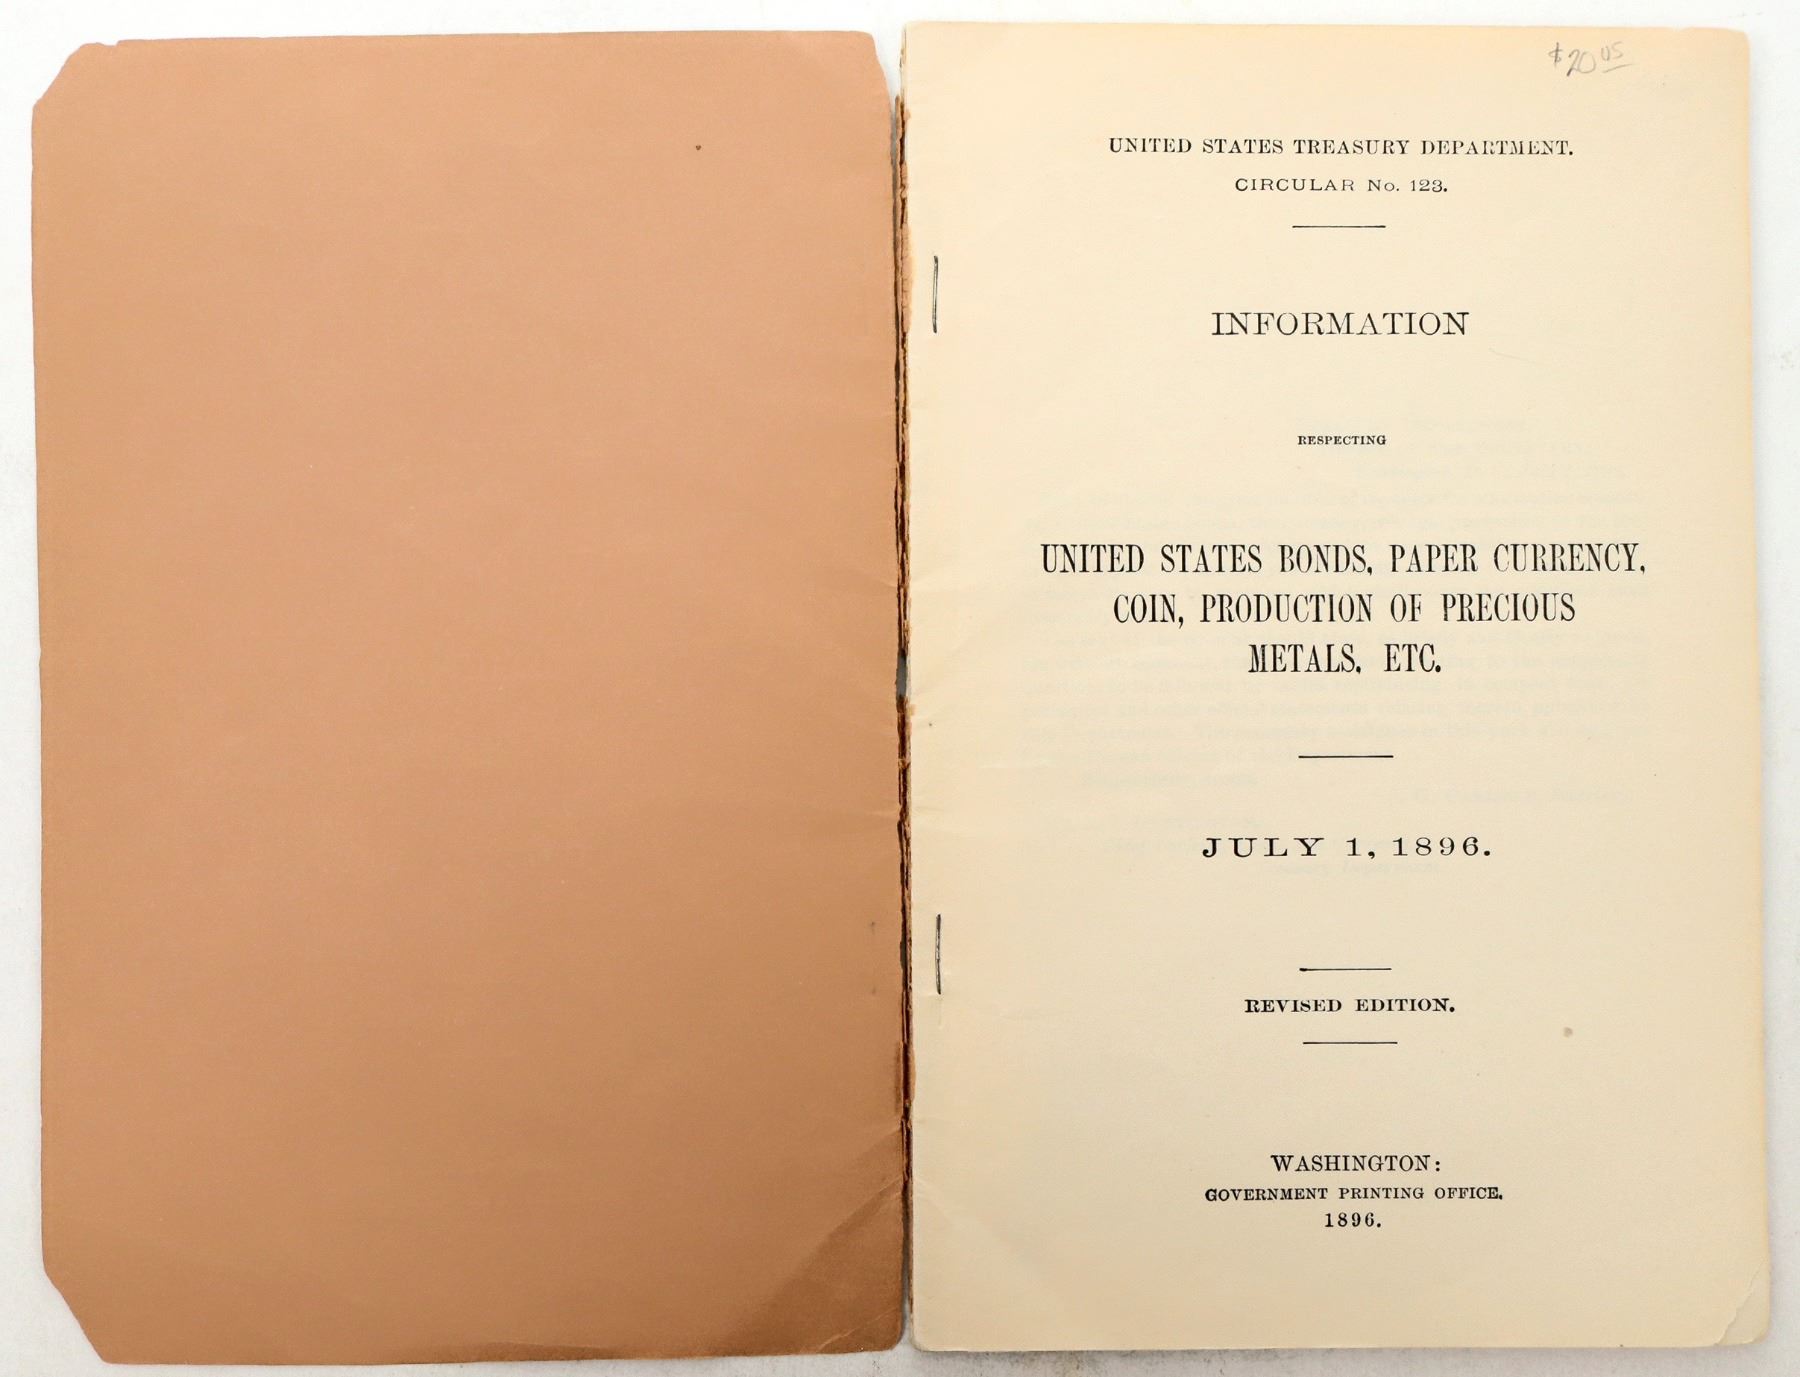 $20.05
UNITED STATES TREASURY DEPARTMENT.
CIRCULAR No. 123.
INFORMATION
RESPECTING
UNITED STATES BONDS, PAPER CURRENCY,
COIN, PRODUCTION OF PRECIOUS
METALS, ETC.
JULY 1, 1896.
REVISED EDITION.
WASHINGTON:
GOVERNMENT PRINTING OFFICE.
1896.